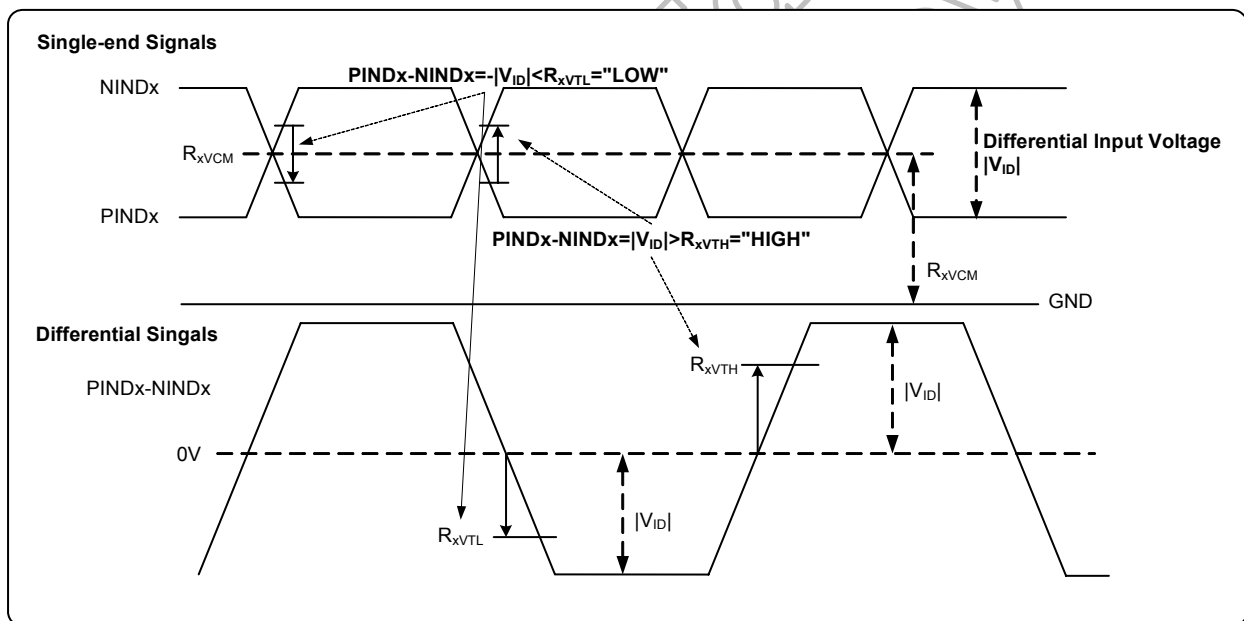 Single-end Signals
PINDx-NINDx=-|VID|<RxVTL="LOW"
NINDx
Differential Input Voltage
|VID|
RxVCM
PINDx
PINDx-NINDx=|VID|>RxVTH="HIGH"
RxVCM
GND
Differential Singals
RxVTH
PINDx-NINDx
|VID|
0V
|VID|
RxVTL